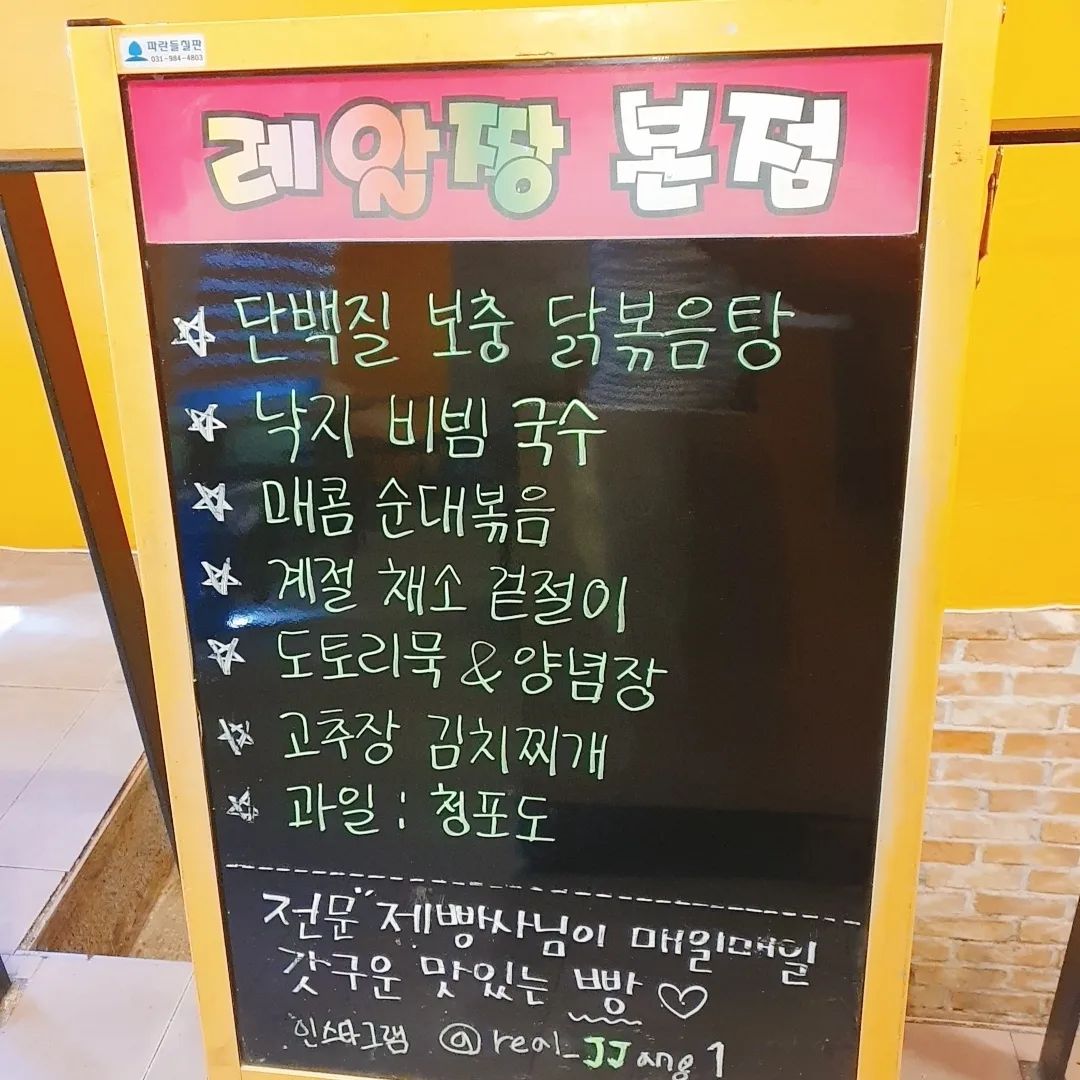 파란들칠판
031-984-4803
레알짱 본점
☆ 단백질 보충 닭볶음탕
☆ 낙지 비빔 국수
☆ 매콤 순대볶음
☆ 계절 채소 겉절이
☆ 도토리묵 & 양념장
☆ 고추장 김치찌개
☆ 과일 : 청포도
전문 "제빵사님이 매일매일
갓구운 맛있는 빵 ♡
인스타그램 @real_JJang1